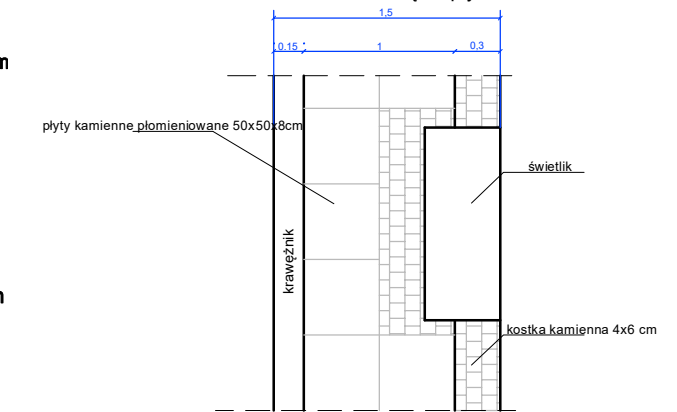 1,5
0.15
1
0,3
m
płyty kamienne płomieniowane 50x50x8cm
świetlik
krawężnik
kostka kamienna 4x6 cm